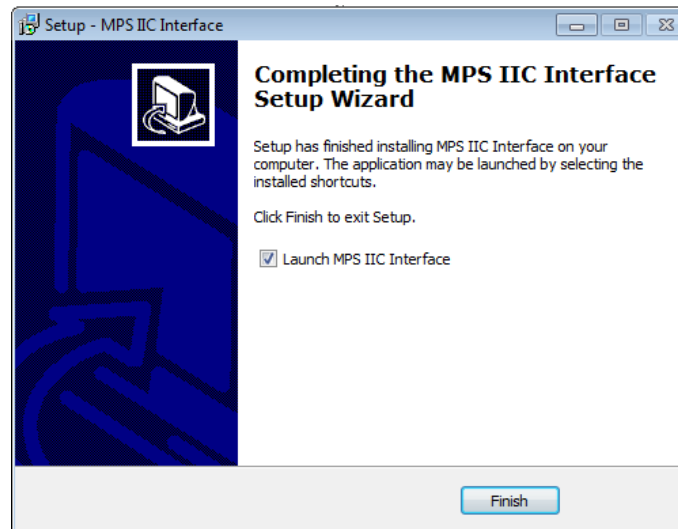 Setup - MPS IIC Interface
Completing the MPS IIC Interface
Setup Wizard
Setup has finished installing MPS IIC Interface on your
computer. The application may be launched by selecting the
installed shortcuts.
Click Finish to exit Setup.
Launch MPS IIC Interface
Finish